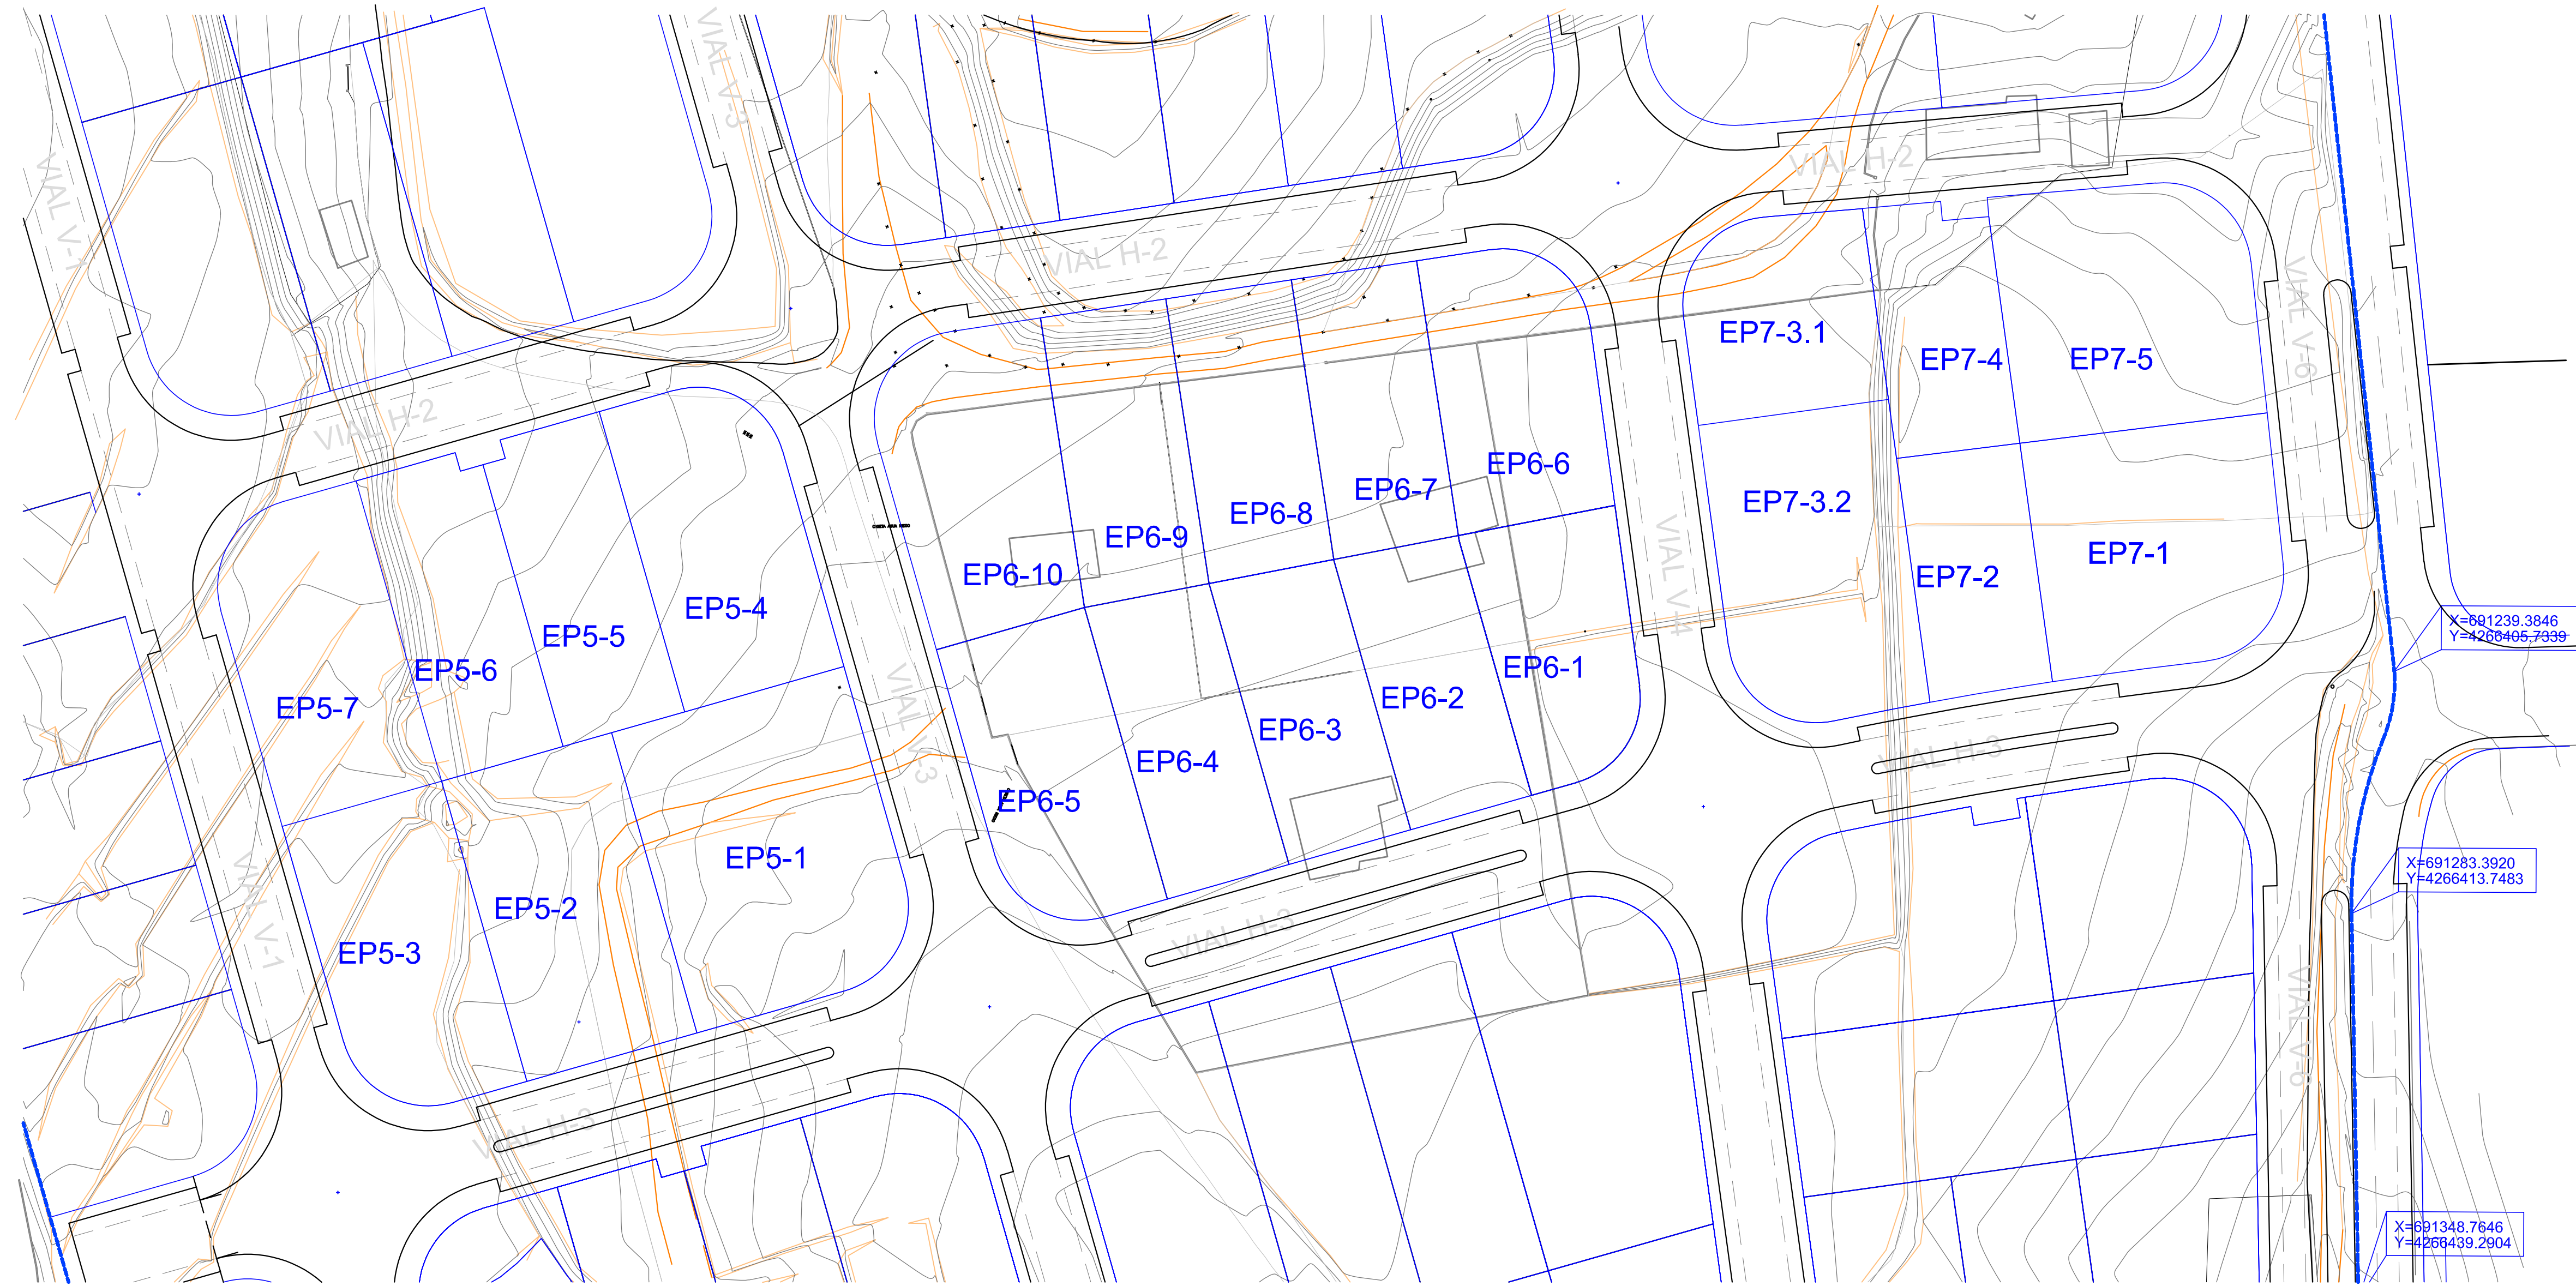 VIAL V-3
VIAL V-1
VIAL H-2
VIAL H-2
VIAL H-2
VIAL V-6
EP7-3.1
EP7-4
EP7-5
EP6-6
EP6-7
EP6-8
EP6-9
EP6-10
EP7-3.2
EP7-1
EP7-2
VIAL V-4
EP5-4
EP5-5
EP5-6
EP5-7
X=691239.3846
Y=4266405.7339
EP6-1
EP6-2
EP6-3
EP6-4
EP6-5
VIAL V-3
VIAL H-3
EP5-1
EP5-2
EP5-3
VIAL V-1
X=691283.3920
Y=4266413.7483
VIAL H-3
VIAL V-6
VIAL H-3
X=691348.7646
Y=4266439.2904